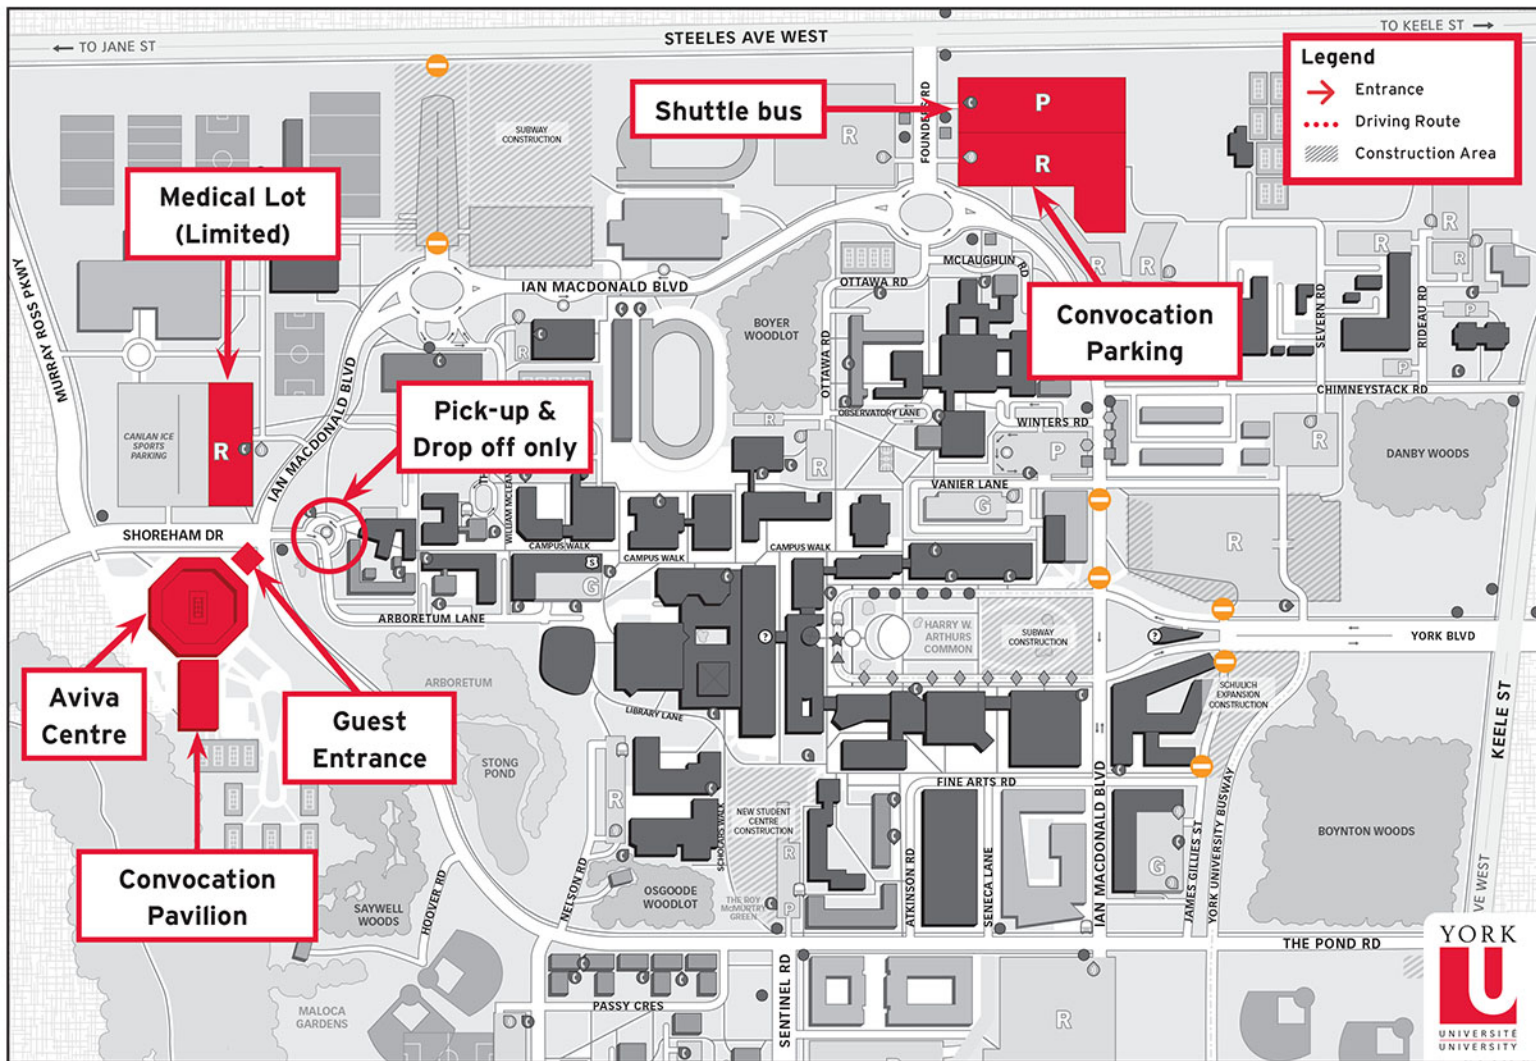 ← TO JANE ST
STEELES AVE WEST
TO KEELE ST →
Legend
Entrance
Driving Route
Construction Area
Shuttle bus
P
R
FOUNDERS RD
SUBWAY
CONSTRUCTION
R
Medical Lot
(Limited)
MURRAY ROSS PKWY
IAN MACDONALD BLVD
BOYER
WOODLOT
OTTAWA RD
MCLAUGHLIN RD
R
R
R
R
Convocation
Parking
SEVERN RD
RIDEAU RD
P
P
R
CHIMNEYSTACK RD
OTTAWA RD
OBSERVATORY LANE
WINTERS RD
P
R
R
R
DANBY WOODS
CANLAN ICE
SPORTS
PARKING
R
IAN MACDONALD BLVD
Pick-up &
Drop off only
VANIER LANE
G
SHOREHAM DR
CAMPUS WALK
CAMPUS WALK
CAMPUS WALK
R
S
G
ARBORETUM LANE
?
HARRY W.
ARTHURS
COMMON
SUBWAY
CONSTRUCTION
?
YORK BLVD
Aviva
Centre
Guest
Entrance
ARBORETUM
LIBRARY LANE
SCHULICH
EXPANSION
CONSTRUCTION
KEELE ST
STONG
POND
FINE ARTS RD
IAN MACDONALD BLVD
R
NEW STUDENT
CENTRE
CONSTRUCTION
SCHOLARS WALK
R
G
YORK UNIVERSITY BUSWAY
JAMES GILLIES ST
BOYNTON WOODS
Convocation
Pavilion
SAYWELL
WOODS
HOOVER RD
NELSON RD
OSGOODE
WOODLOT
THE ROY
McMURTRY
GREEN
P
ATKINSON RD
SENECA LANE
VE WEST
THE POND RD
PASSY CRES
SENTINEL RD
MALOCA
GARDENS
R
YORK
U
UNIVERSITÉ
UNIVERSITY